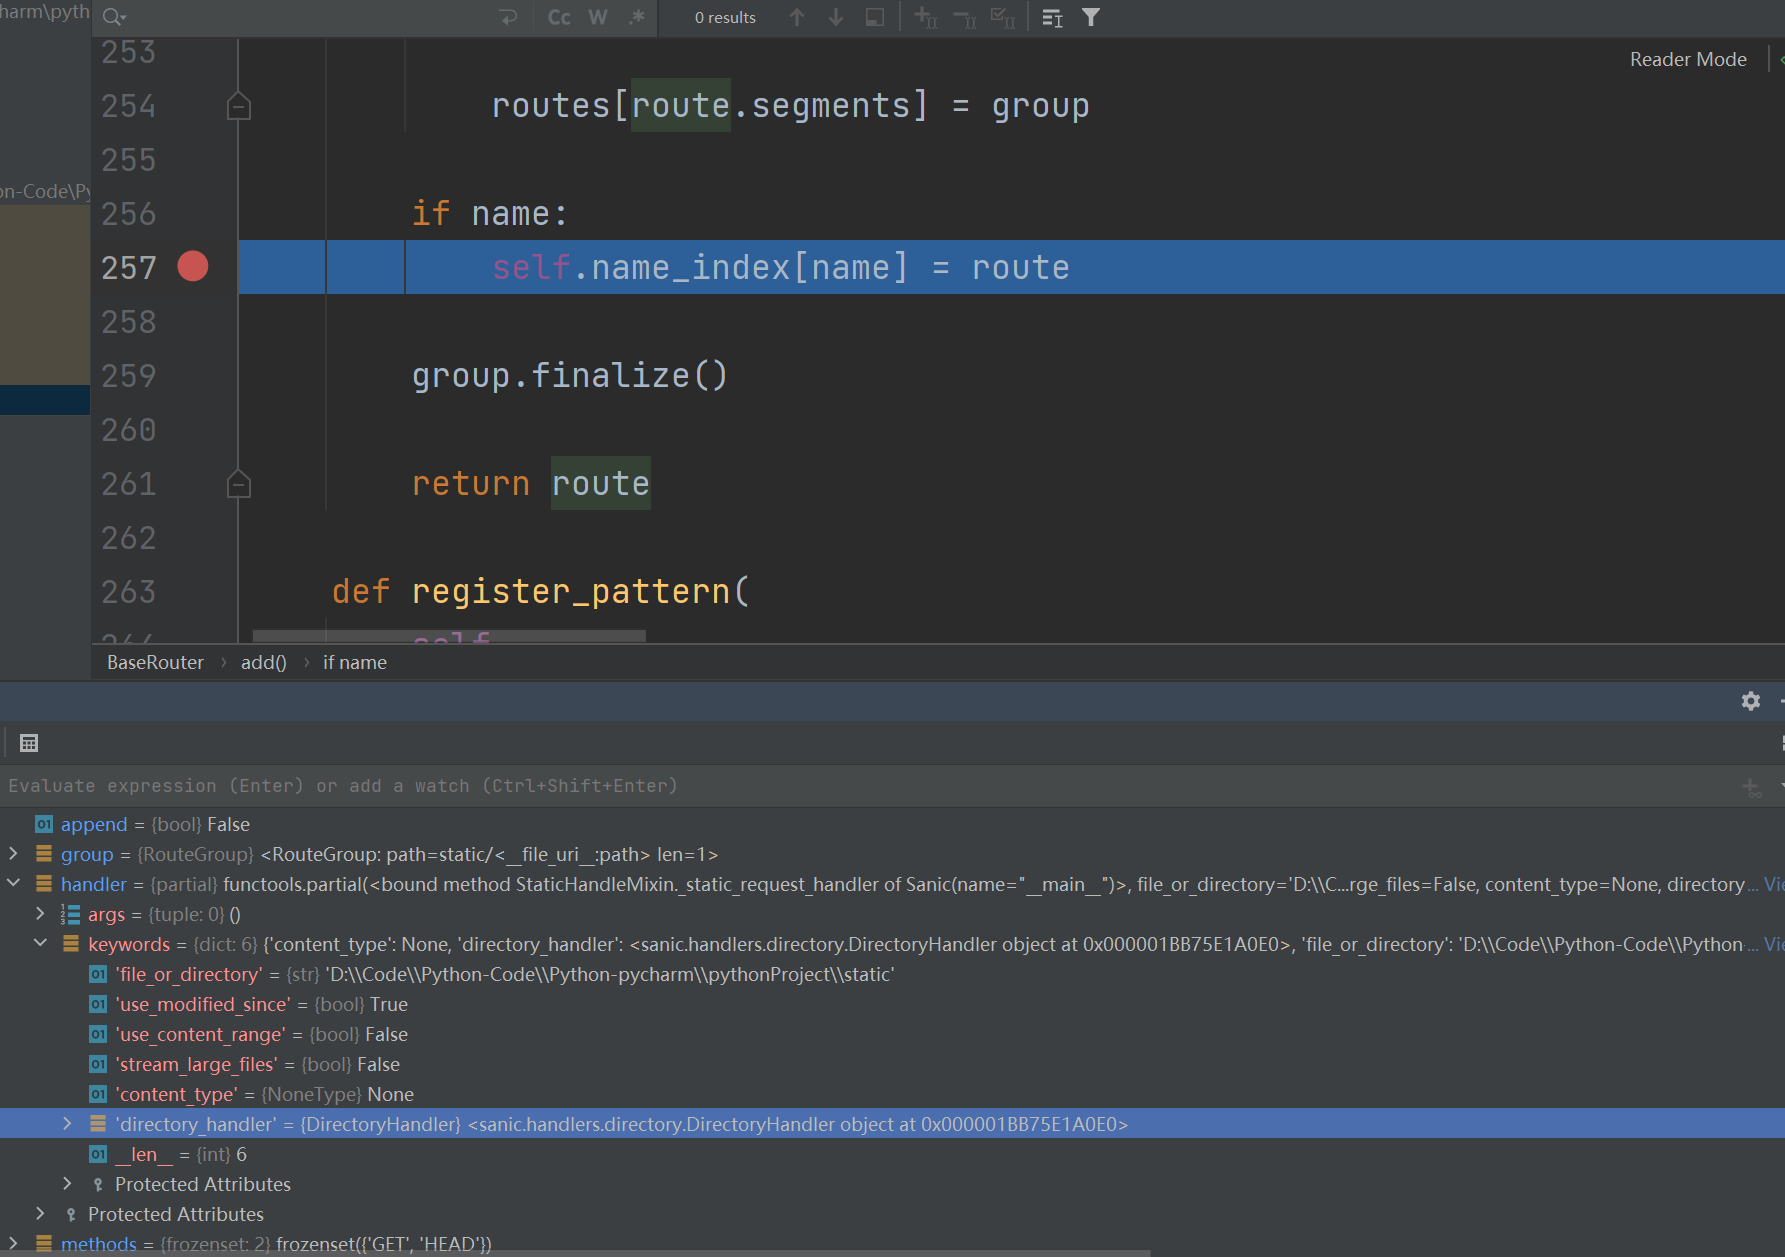 harm\pyth
Cc W .* 0 results
253
Reader Mode
254 routes[route.segments] = group
255
on-Code\Py
256 if name:
257 self.name_index[name] = route
258
259 group.finalize()
260
261 return route
262
263 def register_pattern(
264 self
BaseRouter › add() › if name
Evaluate expression (Enter) or add a watch (Ctrl+Shift+Enter)
append = {bool} False
group = {RouteGroup} <RouteGroup: path=static/<__file_uri__:path> len=1>
handler = {partial} functools.partial(<bound method StaticHandleMixin._static_request_handler of Sanic(name="__main__")>, file_or_directory='D:\\C...rge_files=False, content_type=None, directory... Vie
args = {tuple: 0} ()
keywords = {dict: 6} {'content_type': None, 'directory_handler': <sanic.handlers.directory.DirectoryHandler object at 0x000001BB75E1A0E0>, 'file_or_directory': 'D:\\Code\\Python-Code\\Python-... Vie
'file_or_directory' = {str} 'D:\\Code\\Python-Code\\Python-pycharm\\pythonProject\\static'
'use_modified_since' = {bool} True
'use_content_range' = {bool} False
'stream_large_files' = {bool} False
'content_type' = {NoneType} None
'directory_handler' = {DirectoryHandler} <sanic.handlers.directory.DirectoryHandler object at 0x000001BB75E1A0E0>
__len__ = {int} 6
Protected Attributes
Protected Attributes
methods = {frozenset: 2} frozenset({'GET', 'HEAD'})